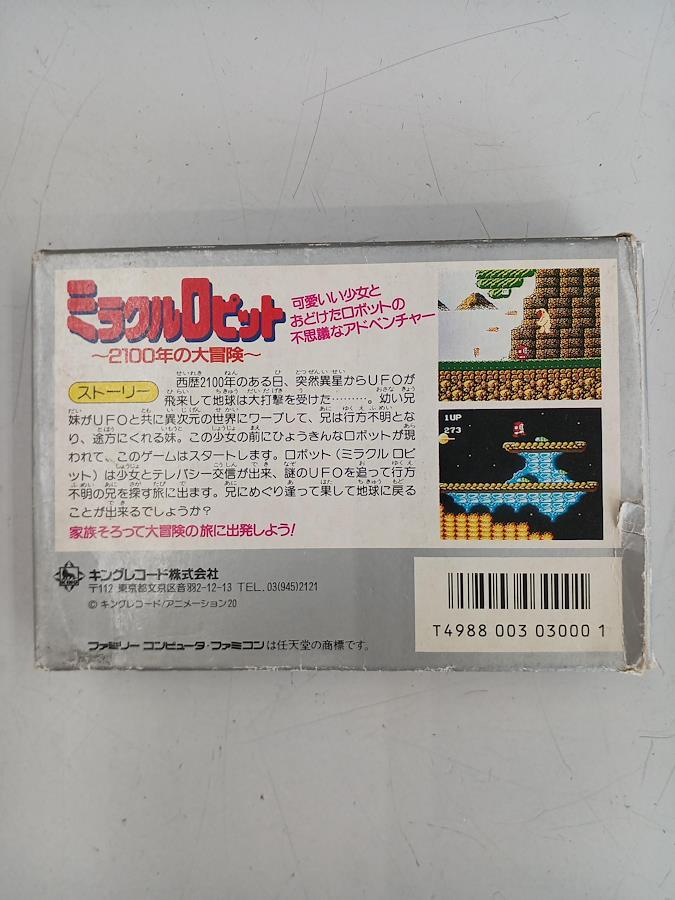 ミラクルロピット
～2100年の大冒険～
可愛いい少女と
おどけたロボットの
不思議なアドベンチャー
ストーリー
西歴2100年のある日、突然異星からUFOが
飛来して地球は大打撃を受けた………。幼い兄
妹がUFOと共に異次元の世界にワープして、兄は行方不明とな
り、途方にくれる妹。この少女の前にひょうきんなロボットが現
われて、このゲームはスタートします。ロボット(ミラクル ロピ
ット)は少女とテレパシー交信が出来、謎のUFOを追って行方
不明の兄を探す旅に出ます。兄にめぐり逢って果して地球に戻る
ことが出来るでしょうか?
家族そろって大冒険の旅に出発しよう!
1UP
273
キングレコード株式会社
〒112 東京都文京区音羽2-12-13 TEL.03(945)2121
© キングレコード/アニメーション20
ファミリー コンピュータ・ファミコンは任天堂の商標です。
T4988 003 03000 1